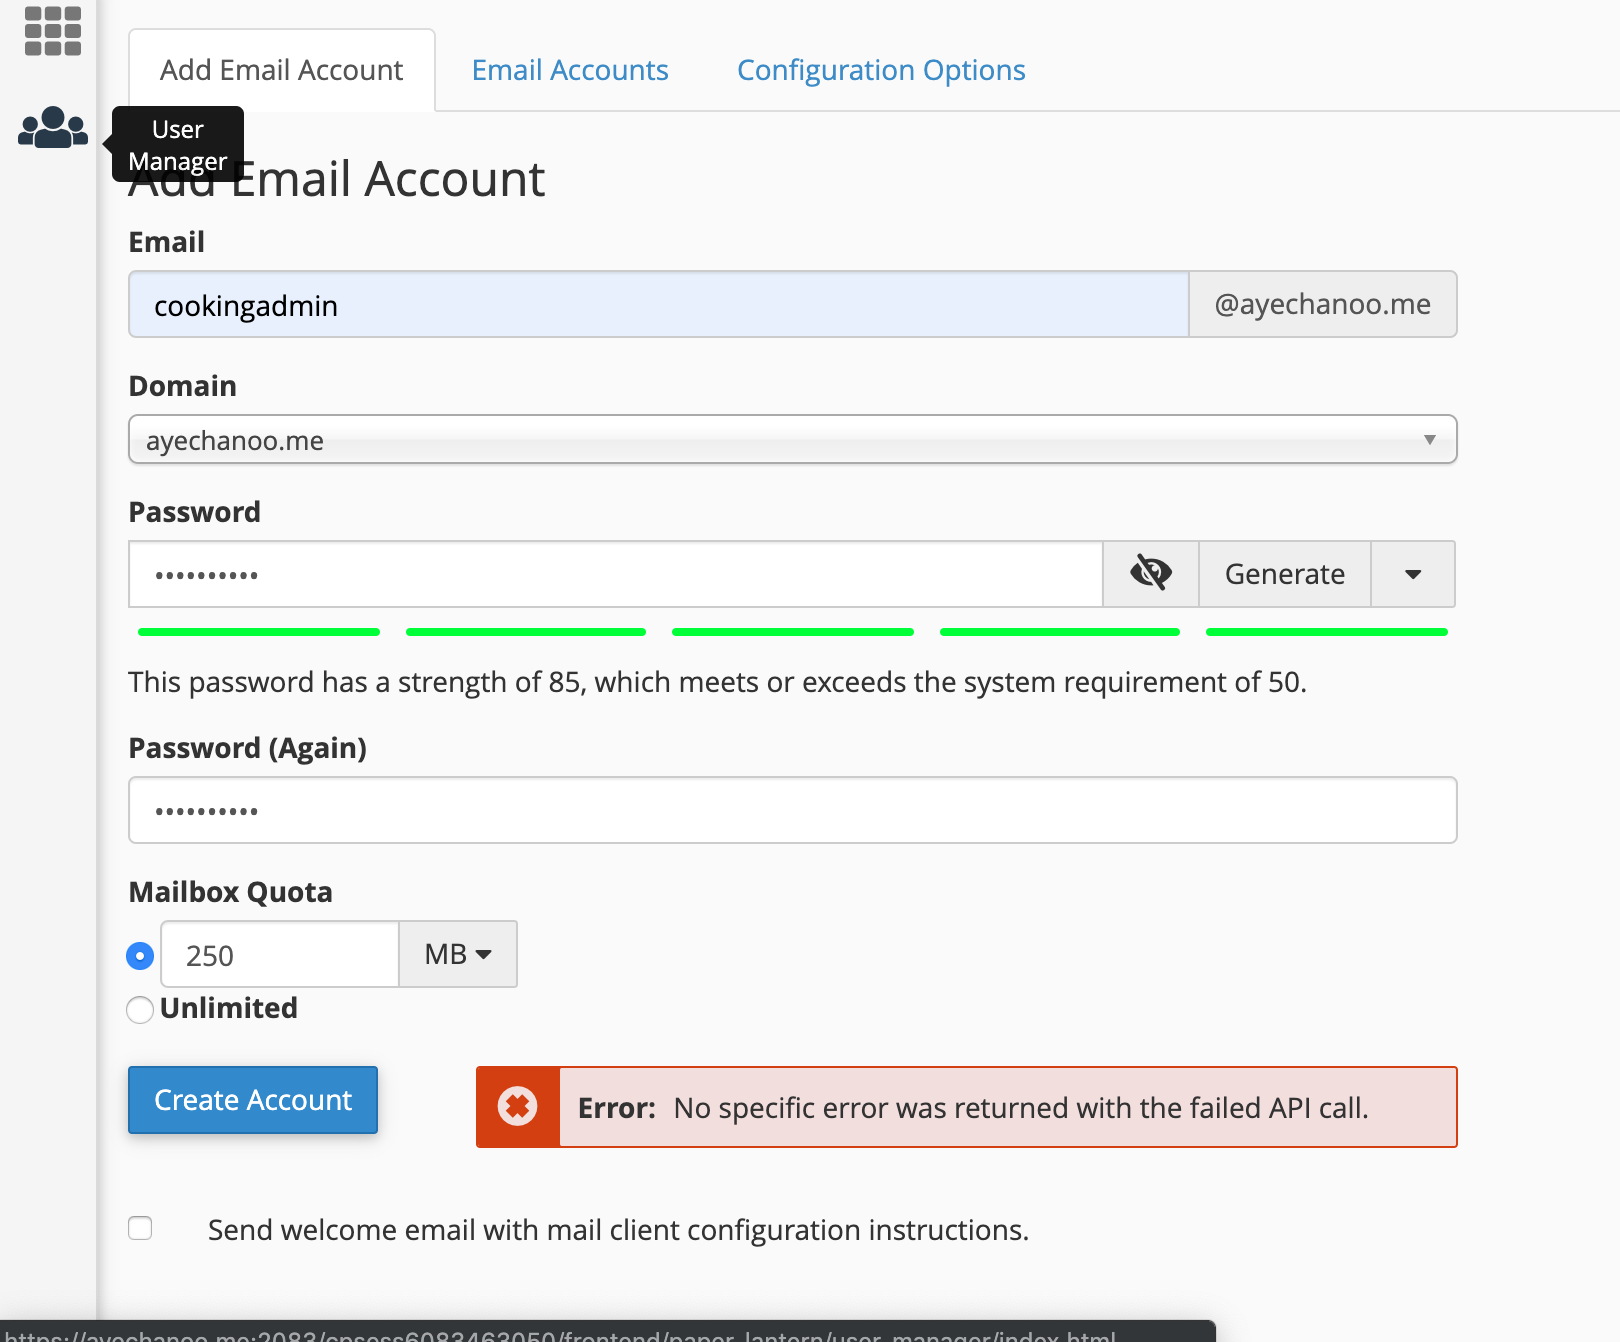 Add Email Account
Email Accounts
Configuration Options
User
Manager
Add Email Account
Email
cookingadmin
@ayechanoo.me
Domain
ayechanoo.me
Password
••••••••••
Generate
This password has a strength of 85, which meets or exceeds the system requirement of 50.
Password (Again)
••••••••••
Mailbox Quota
250
MB
Unlimited
Create Account
Error: No specific error was returned with the failed API call.
Send welcome email with mail client configuration instructions.
https://ayechanoo.me:2083/cpsess6083463050/frontend/paper_lantern/user_manager/index.html